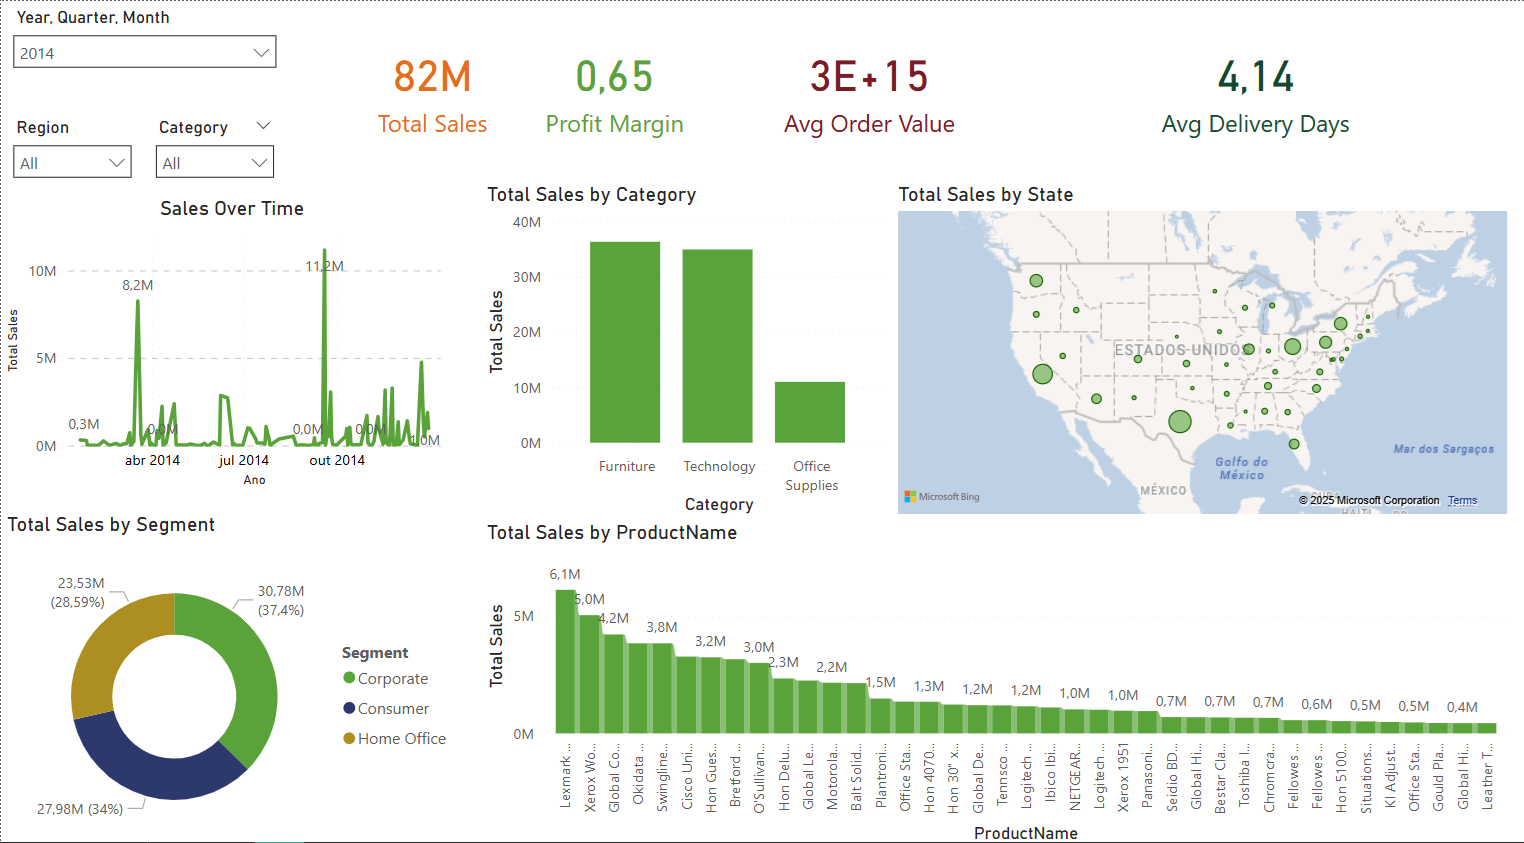 Year, Quarter, Month
2014
Region
Category
All
All
82M
Total Sales
0,65
Profit Margin
3E+15
Avg Order Value
4,14
Avg Delivery Days
Sales Over Time
Total Sales
10M
5M
0M
0,3M
8,2M
0,0M
0,0M
11,2M
0,0M
1,0M
abr 2014
jul 2014
out 2014
Ano
Total Sales by Category
Total Sales
40M
30M
20M
10M
0M
Furniture
Technology
Office
Supplies
Category
Total Sales by State
ESTADOS UNIDOS
MÉXICO
Golfo do
México
Mar dos Sargaços
CUBA
HAITI
Microsoft Bing
© 2025 Microsoft Corporation
Terms
Total Sales by Segment
23,53M
(28,59%)
30,78M
(37,4%)
27,98M (34%)
Segment
Corporate
Consumer
Home Office
Total Sales by ProductName
Total Sales
5M
0M
6,1M
5,0M
4,2M
3,8M
3,2M
3,0M
2,3M
2,2M
1,5M
1,3M
1,2M
1,2M
1,0M
1,0M
0,7M
0,7M
0,7M
0,6M
0,5M
0,5M
0,4M
Lexmark ...
Xerox Wo...
Global Co...
Okidata ...
Swingline...
Cisco Uni...
Hon Gues...
Bretford ...
O'Sullivan...
Hon Delu...
Global Le...
Motorola...
Balt Solid...
Plantroni...
Office Sta...
Hon 4070...
Hon 30" x...
Global De...
Tennsco ...
Logitech ...
Ibico Ibi...
NETGEAR...
Logitech ...
Xerox 1951
Panasoni...
Seidio BD...
Global Hi...
Bestar Cla...
Toshiba I...
Chromcra...
Fellowes ...
Fellowes ...
Hon 5100...
Situations...
KI Adjust...
Office Sta...
Gould Pla...
Global Hi...
Leather T...
ProductName